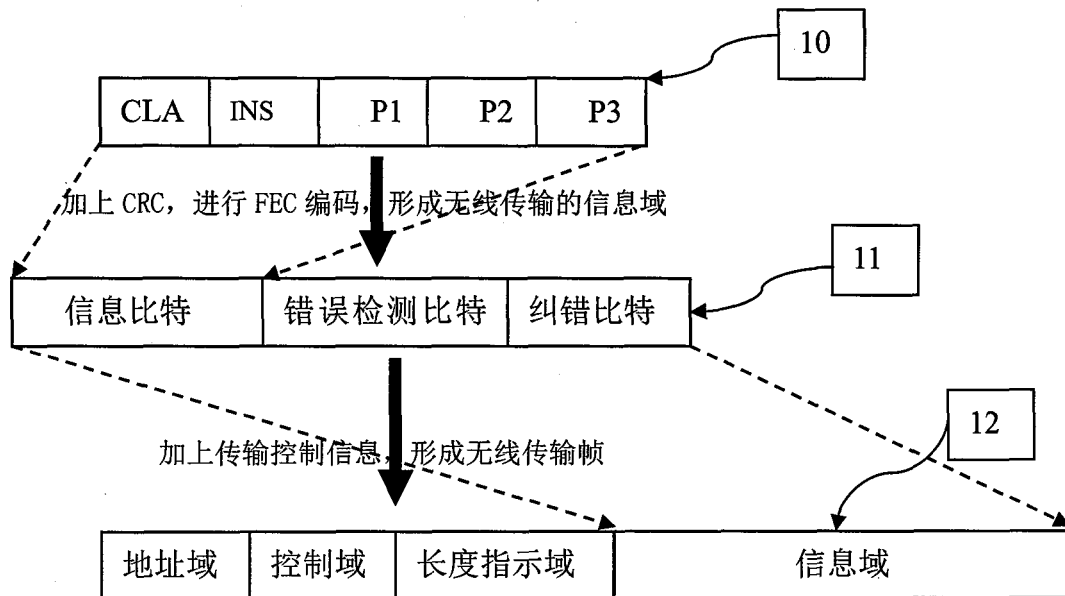 10
CLA INS P1 P2 P3
加上 CRC，进行 FEC 编码，形成无线传输的信息域
11
信息比特 错误检测比特 纠错比特
12
加上传输控制信息，形成无线传输帧
地址域 控制域 长度指示域 信息域